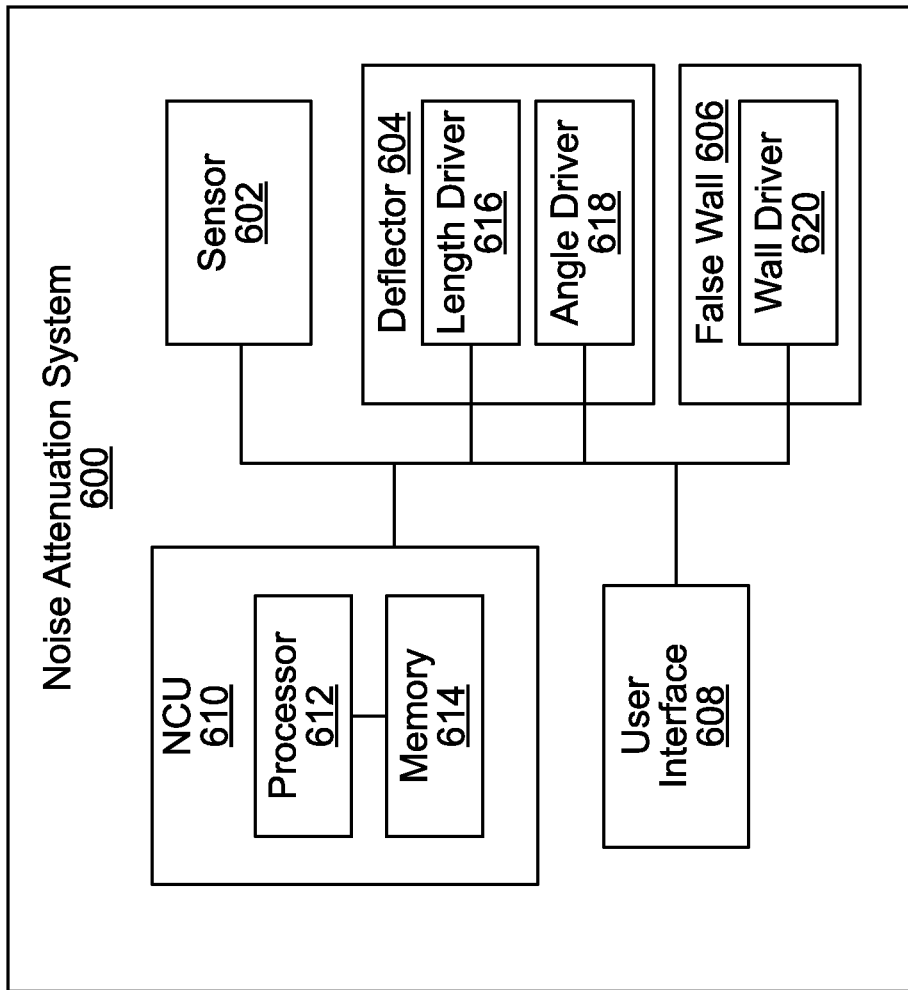 Noise Attenuation System
600
NCU
610
Processor
612
Memory
614
User
Interface
608
Sensor
602
Deflector 604
Length Driver
616
Angle Driver
618
False Wall 606
Wall Driver
620